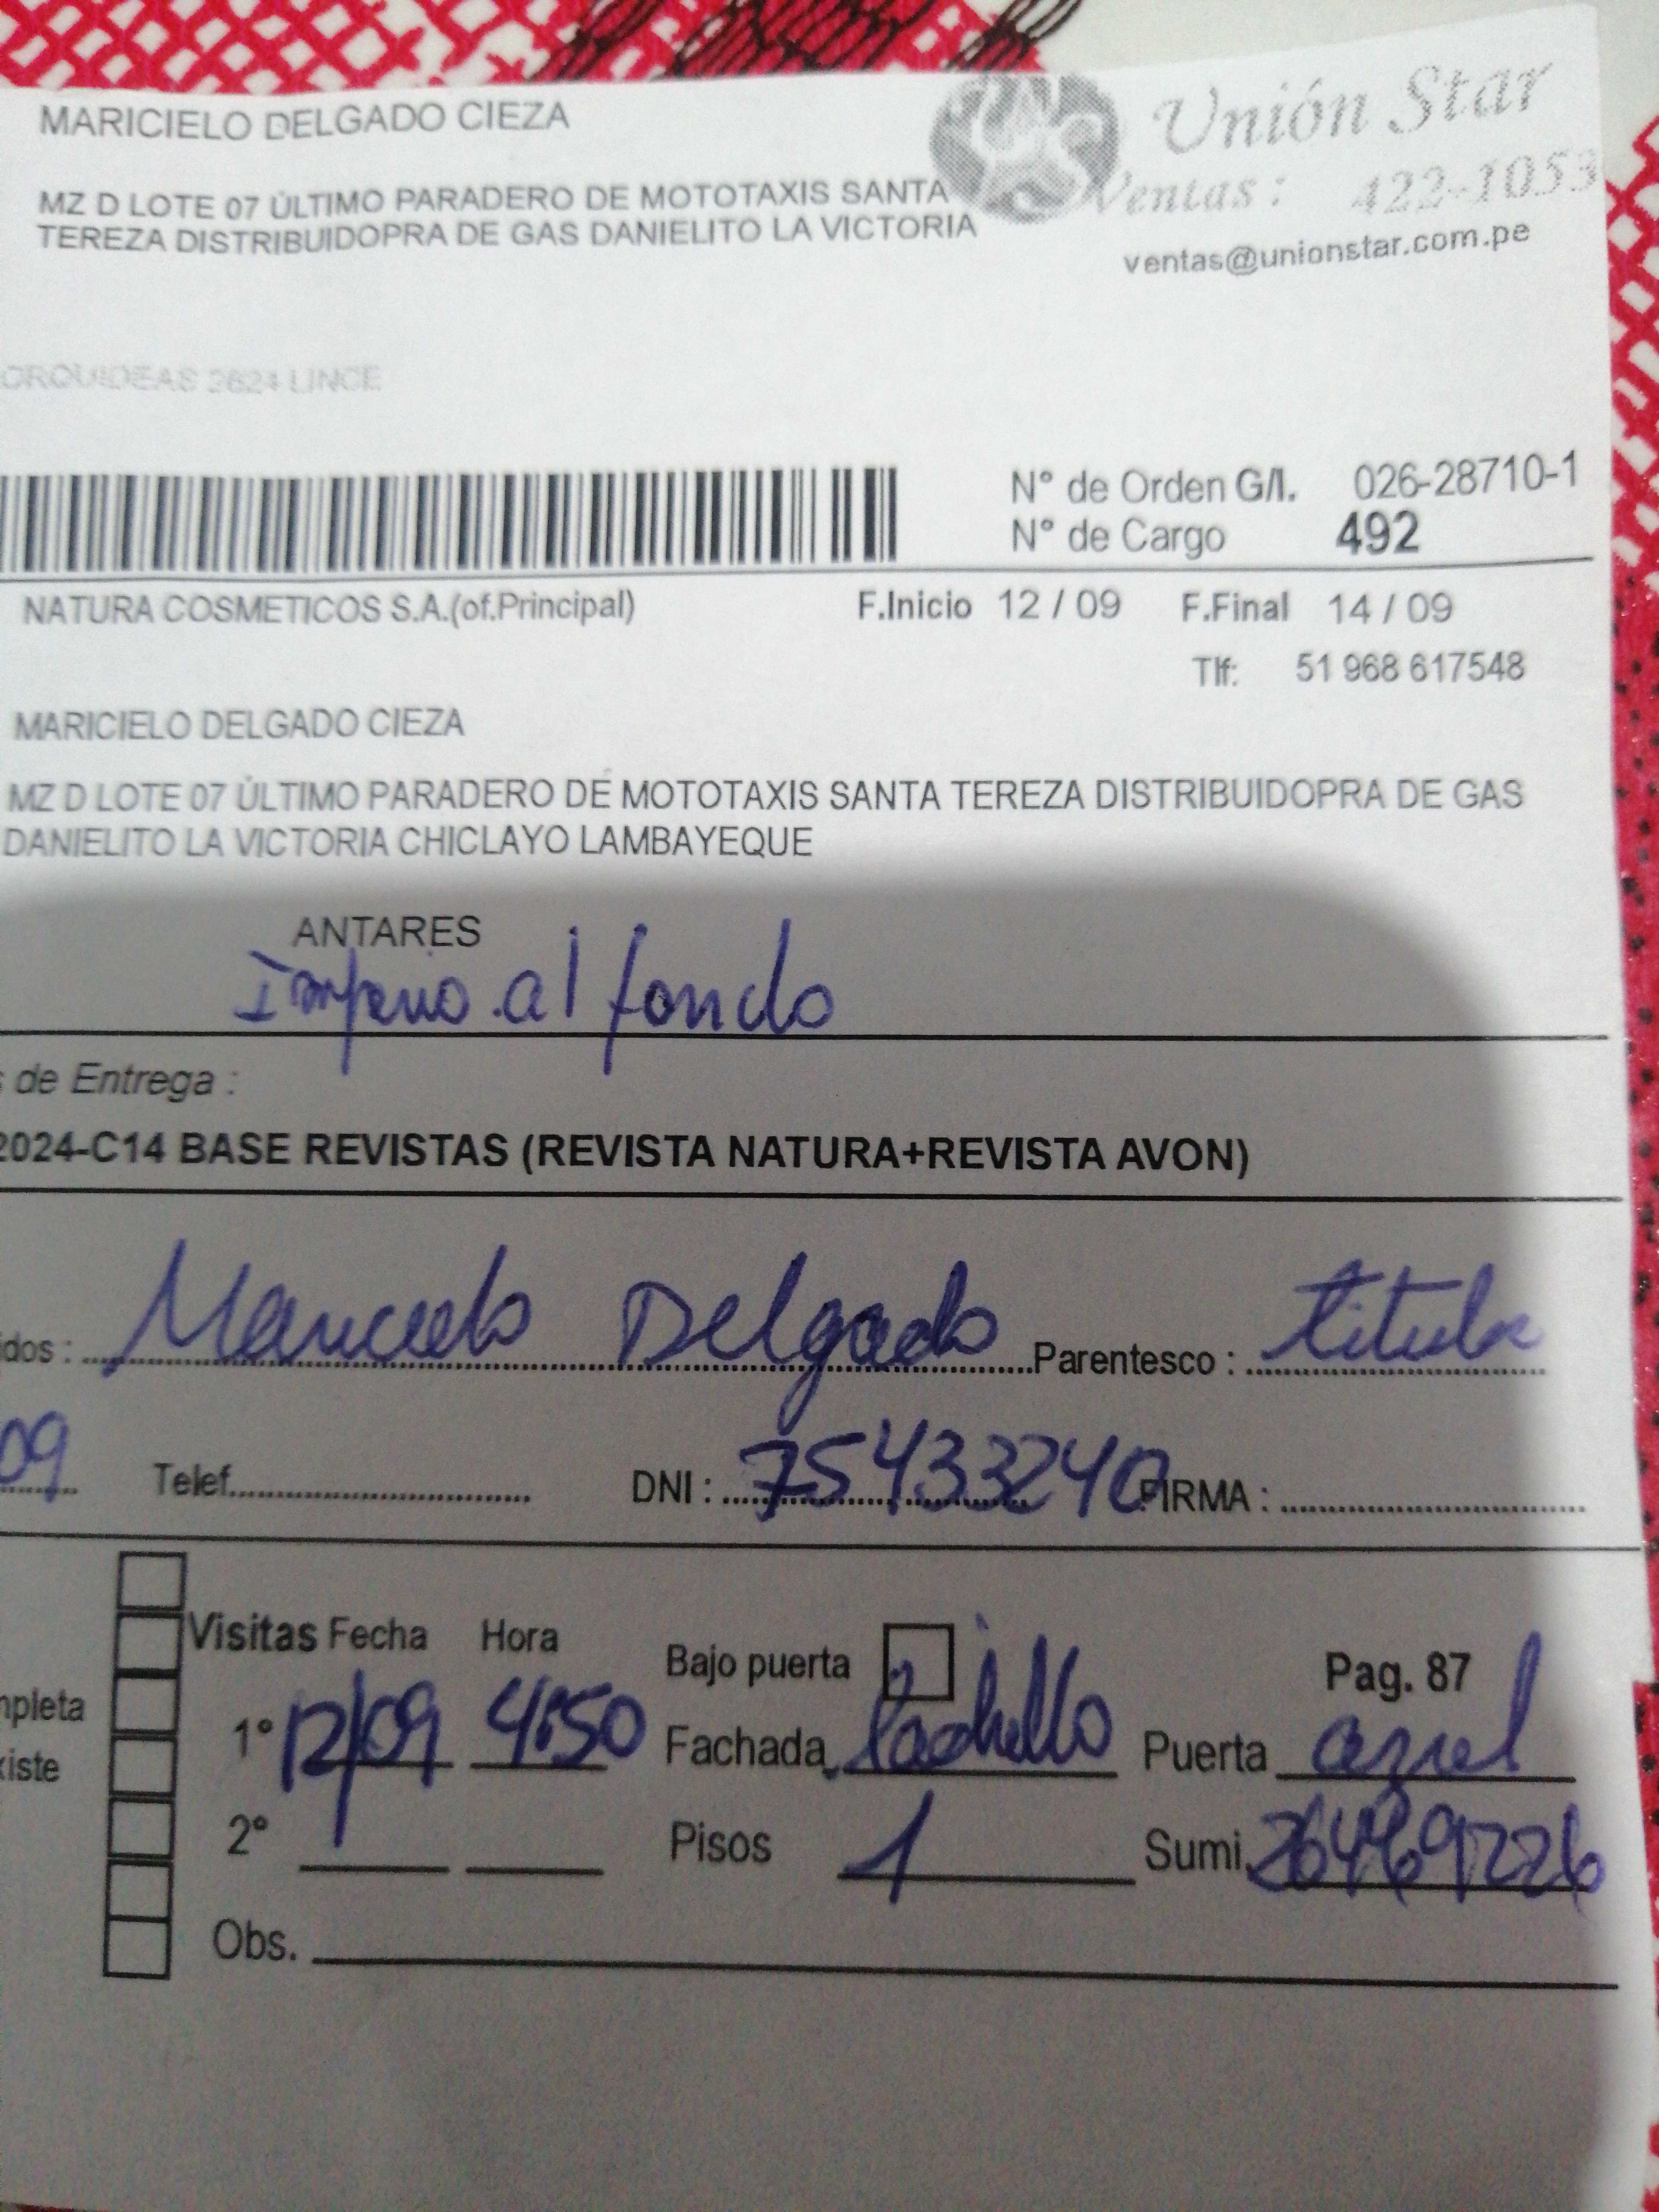 MARICIELO DELGADO CIEZA
Unión Star
MZ D LOTE 07 ÚLTIMO PARADERO DE MOTOTAXIS SANTA
Ventas: 422-1053
TEREZA DISTRIBUIDOPRA DE GAS DANIELITO LA VICTORIA
ventas@unionstar.com.pe
ORQUIDEAS 2624 LINCE
N° de Orden G/I. 026-28710-1
N° de Cargo 492
NATURA COSMETICOS S.A.(of.Principal) F.Inicio 12 / 09 F.Final 14 / 09
Tlf: 51 968 617548
MARICIELO DELGADO CIEZA
MZ D LOTE 07 ÚLTIMO PARADERO DE MOTOTAXIS SANTA TEREZA DISTRIBUIDOPRA DE GAS
DANIELITO LA VICTORIA CHICLAYO LAMBAYEQUE
ANTARES
al fondo
de Entrega :
2024-C14 BASE REVISTAS (REVISTA NATURA+REVISTA AVON)
dos : Maricielo Delgado Parentesco : titular
09 Telef. DNI : 75433240 FIRMA :
Visitas Fecha Hora Bajo puerta Pag. 87
mpleta
1° 12/09 4:50 Fachada ladrillo Puerta azul
xiste
2° Pisos 1 Sumi.
Obs.